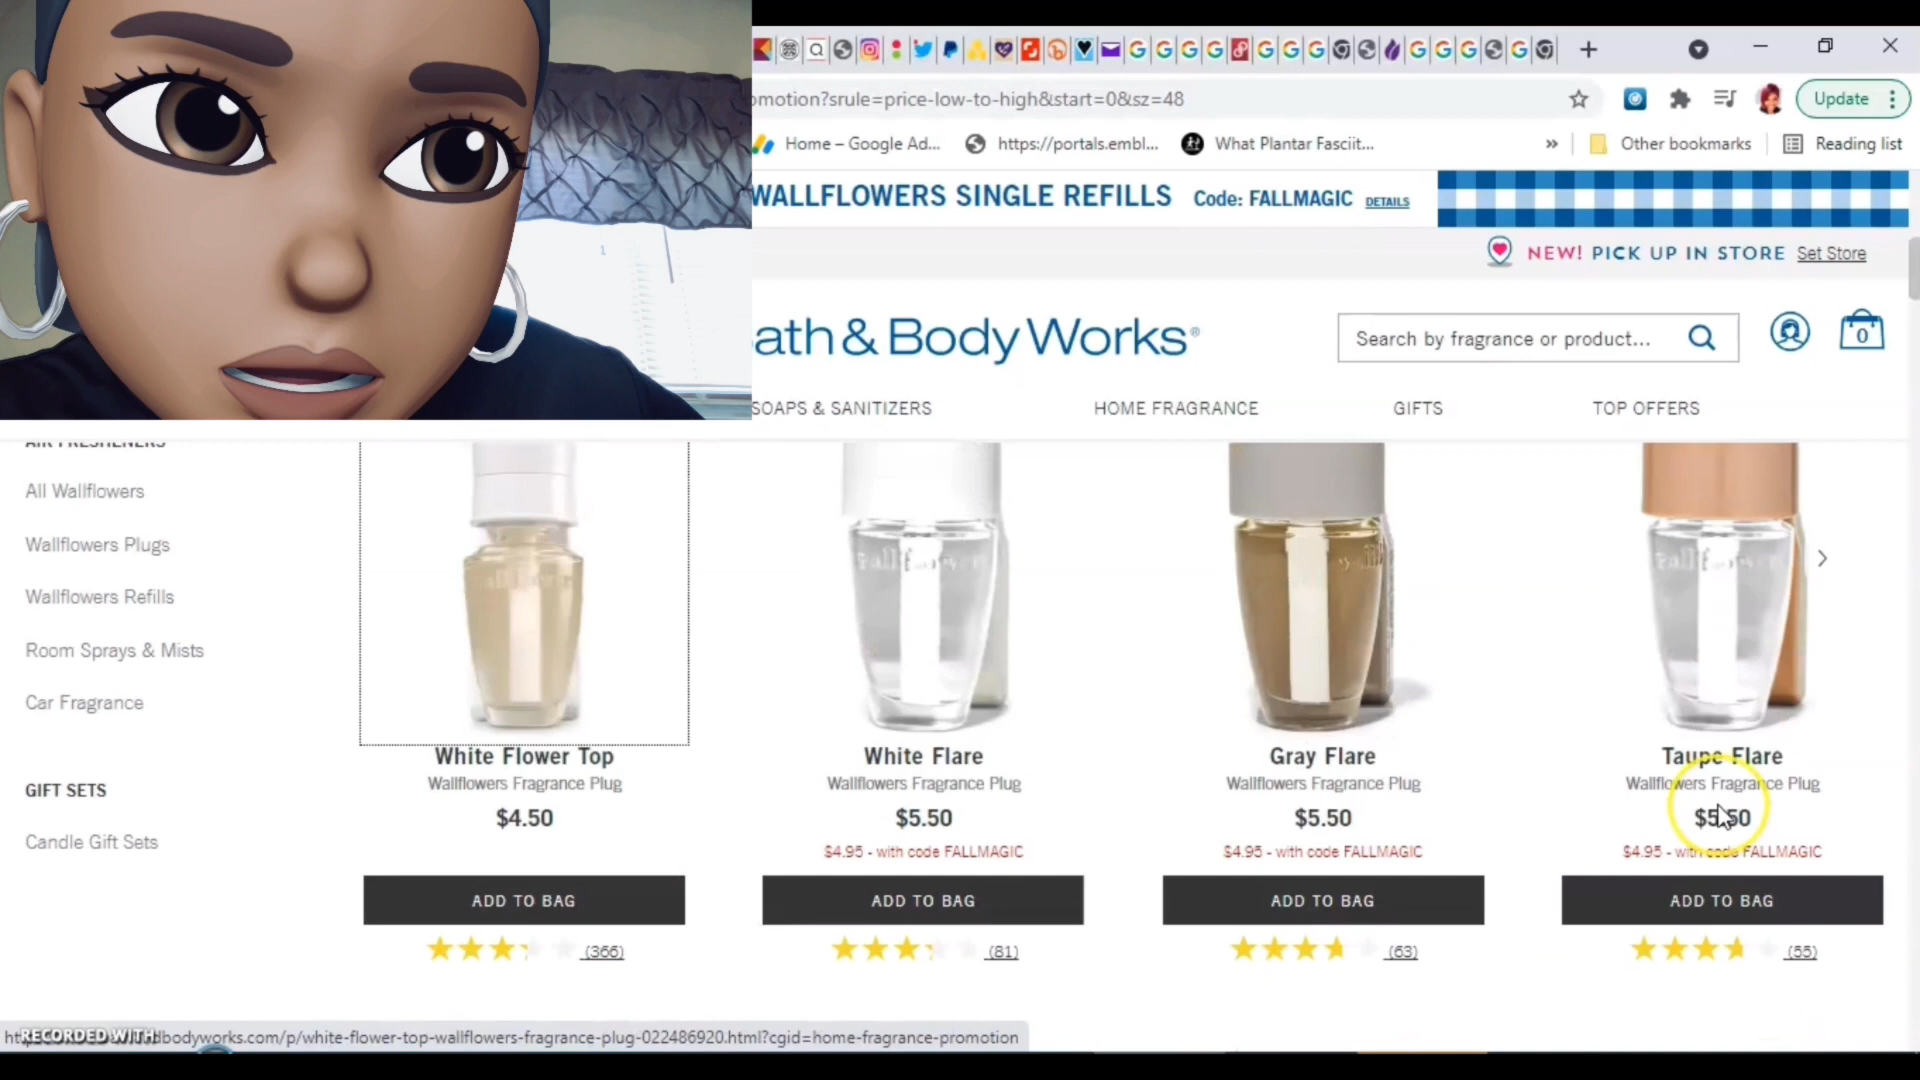 omotion?srule=price-low-to-high&start=0&sz=48
Update
Home – Google Ad...
https://portals.embl...
What Plantar Fasciit...
»
Other bookmarks
Reading list
WALLFLOWERS SINGLE REFILLS Code: FALLMAGIC DETAILS
NEW! PICK UP IN STORE Set Store
ath & Body Works®
Search by fragrance or product...
0
SOAPS & SANITIZERS
HOME FRAGRANCE
GIFTS
TOP OFFERS
AIR FRESHENERS
All Wallflowers
Wallflowers Plugs
Wallflowers Refills
Room Sprays & Mists
Car Fragrance
GIFT SETS
Candle Gift Sets
White Flower Top
Wallflowers Fragrance Plug
$4.50
ADD TO BAG
(366)
White Flare
Wallflowers Fragrance Plug
$5.50
$4.95 - with code FALLMAGIC
ADD TO BAG
(81)
Gray Flare
Wallflowers Fragrance Plug
$5.50
$4.95 - with code FALLMAGIC
ADD TO BAG
(63)
Taupe Flare
Wallflowers Fragrance Plug
$5.50
$4.95 - with code FALLMAGIC
ADD TO BAG
(55)
RECORDED WITH
dbodyworks.com/p/white-flower-top-wallflowers-fragrance-plug-022486920.html?cgid=home-fragrance-promotion